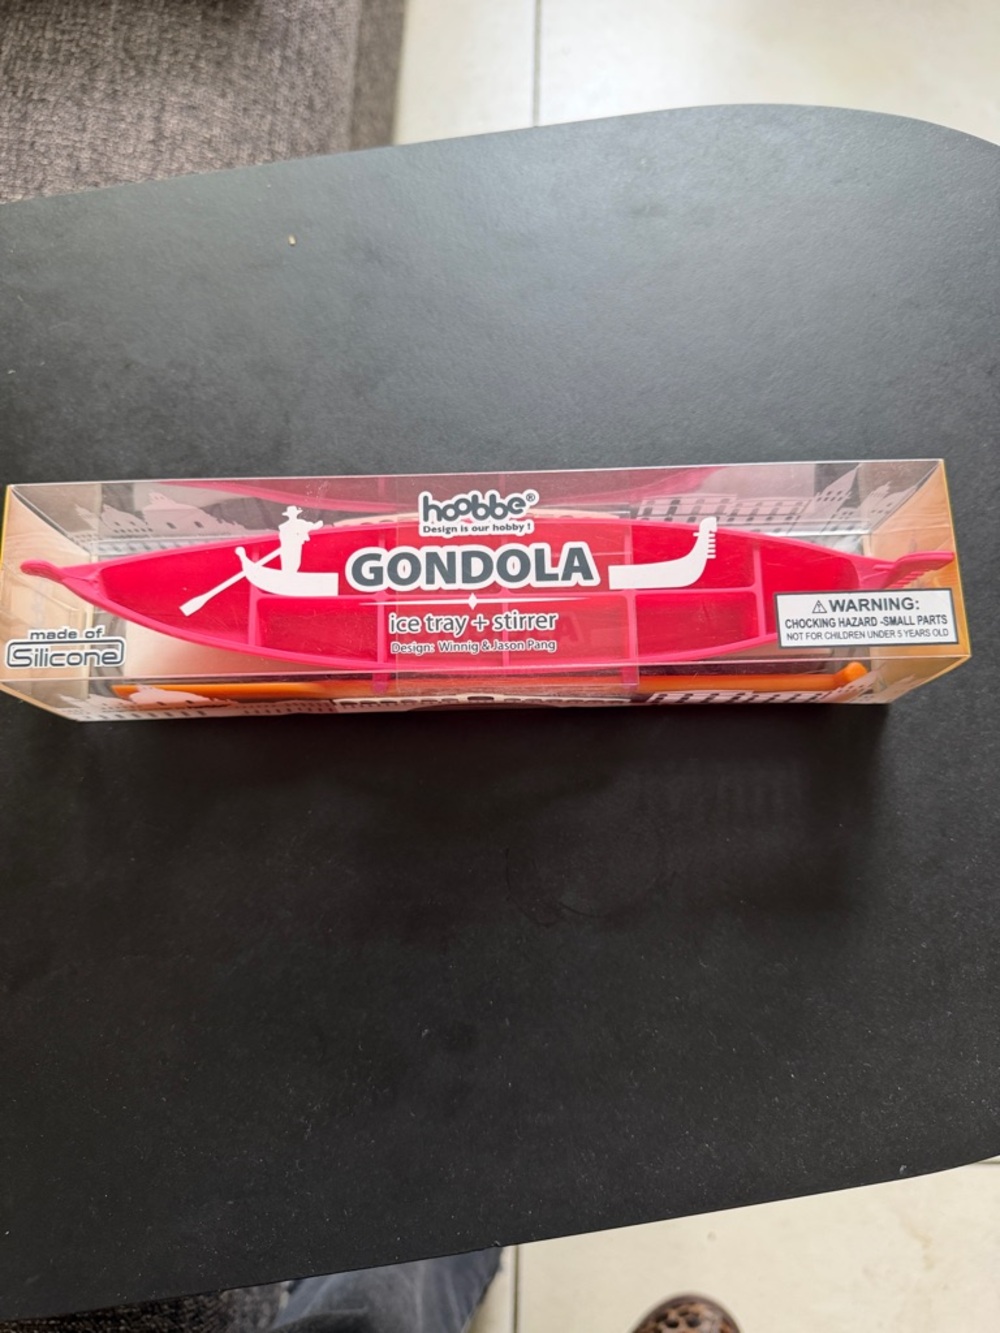 hoobbe®
Design is our hobby!
GONDOLA
ice tray + stirrer
Design: Winnig & Jason Pang
made of
Silicone
⚠WARNING:
CHOCKING HAZARD -SMALL PARTS
NOT FOR CHILDREN UNDER 5 YEARS OLD